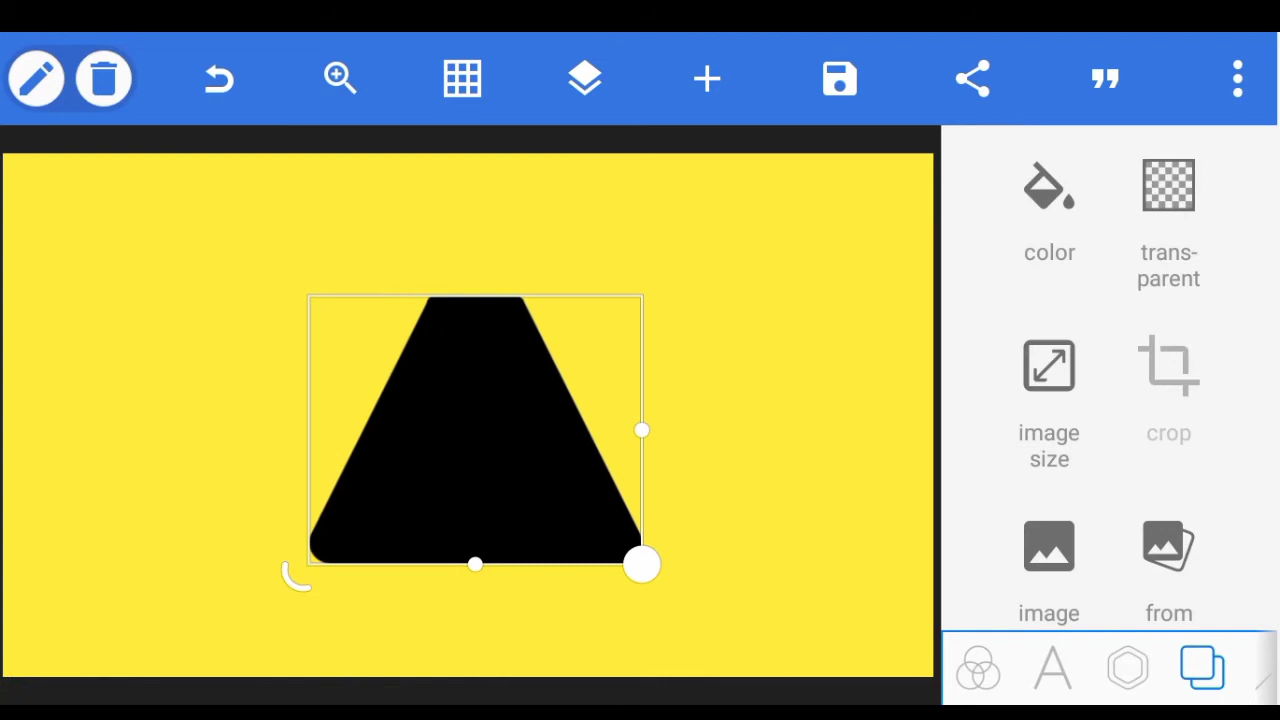 color
trans-
parent
image
size
crop
image
from